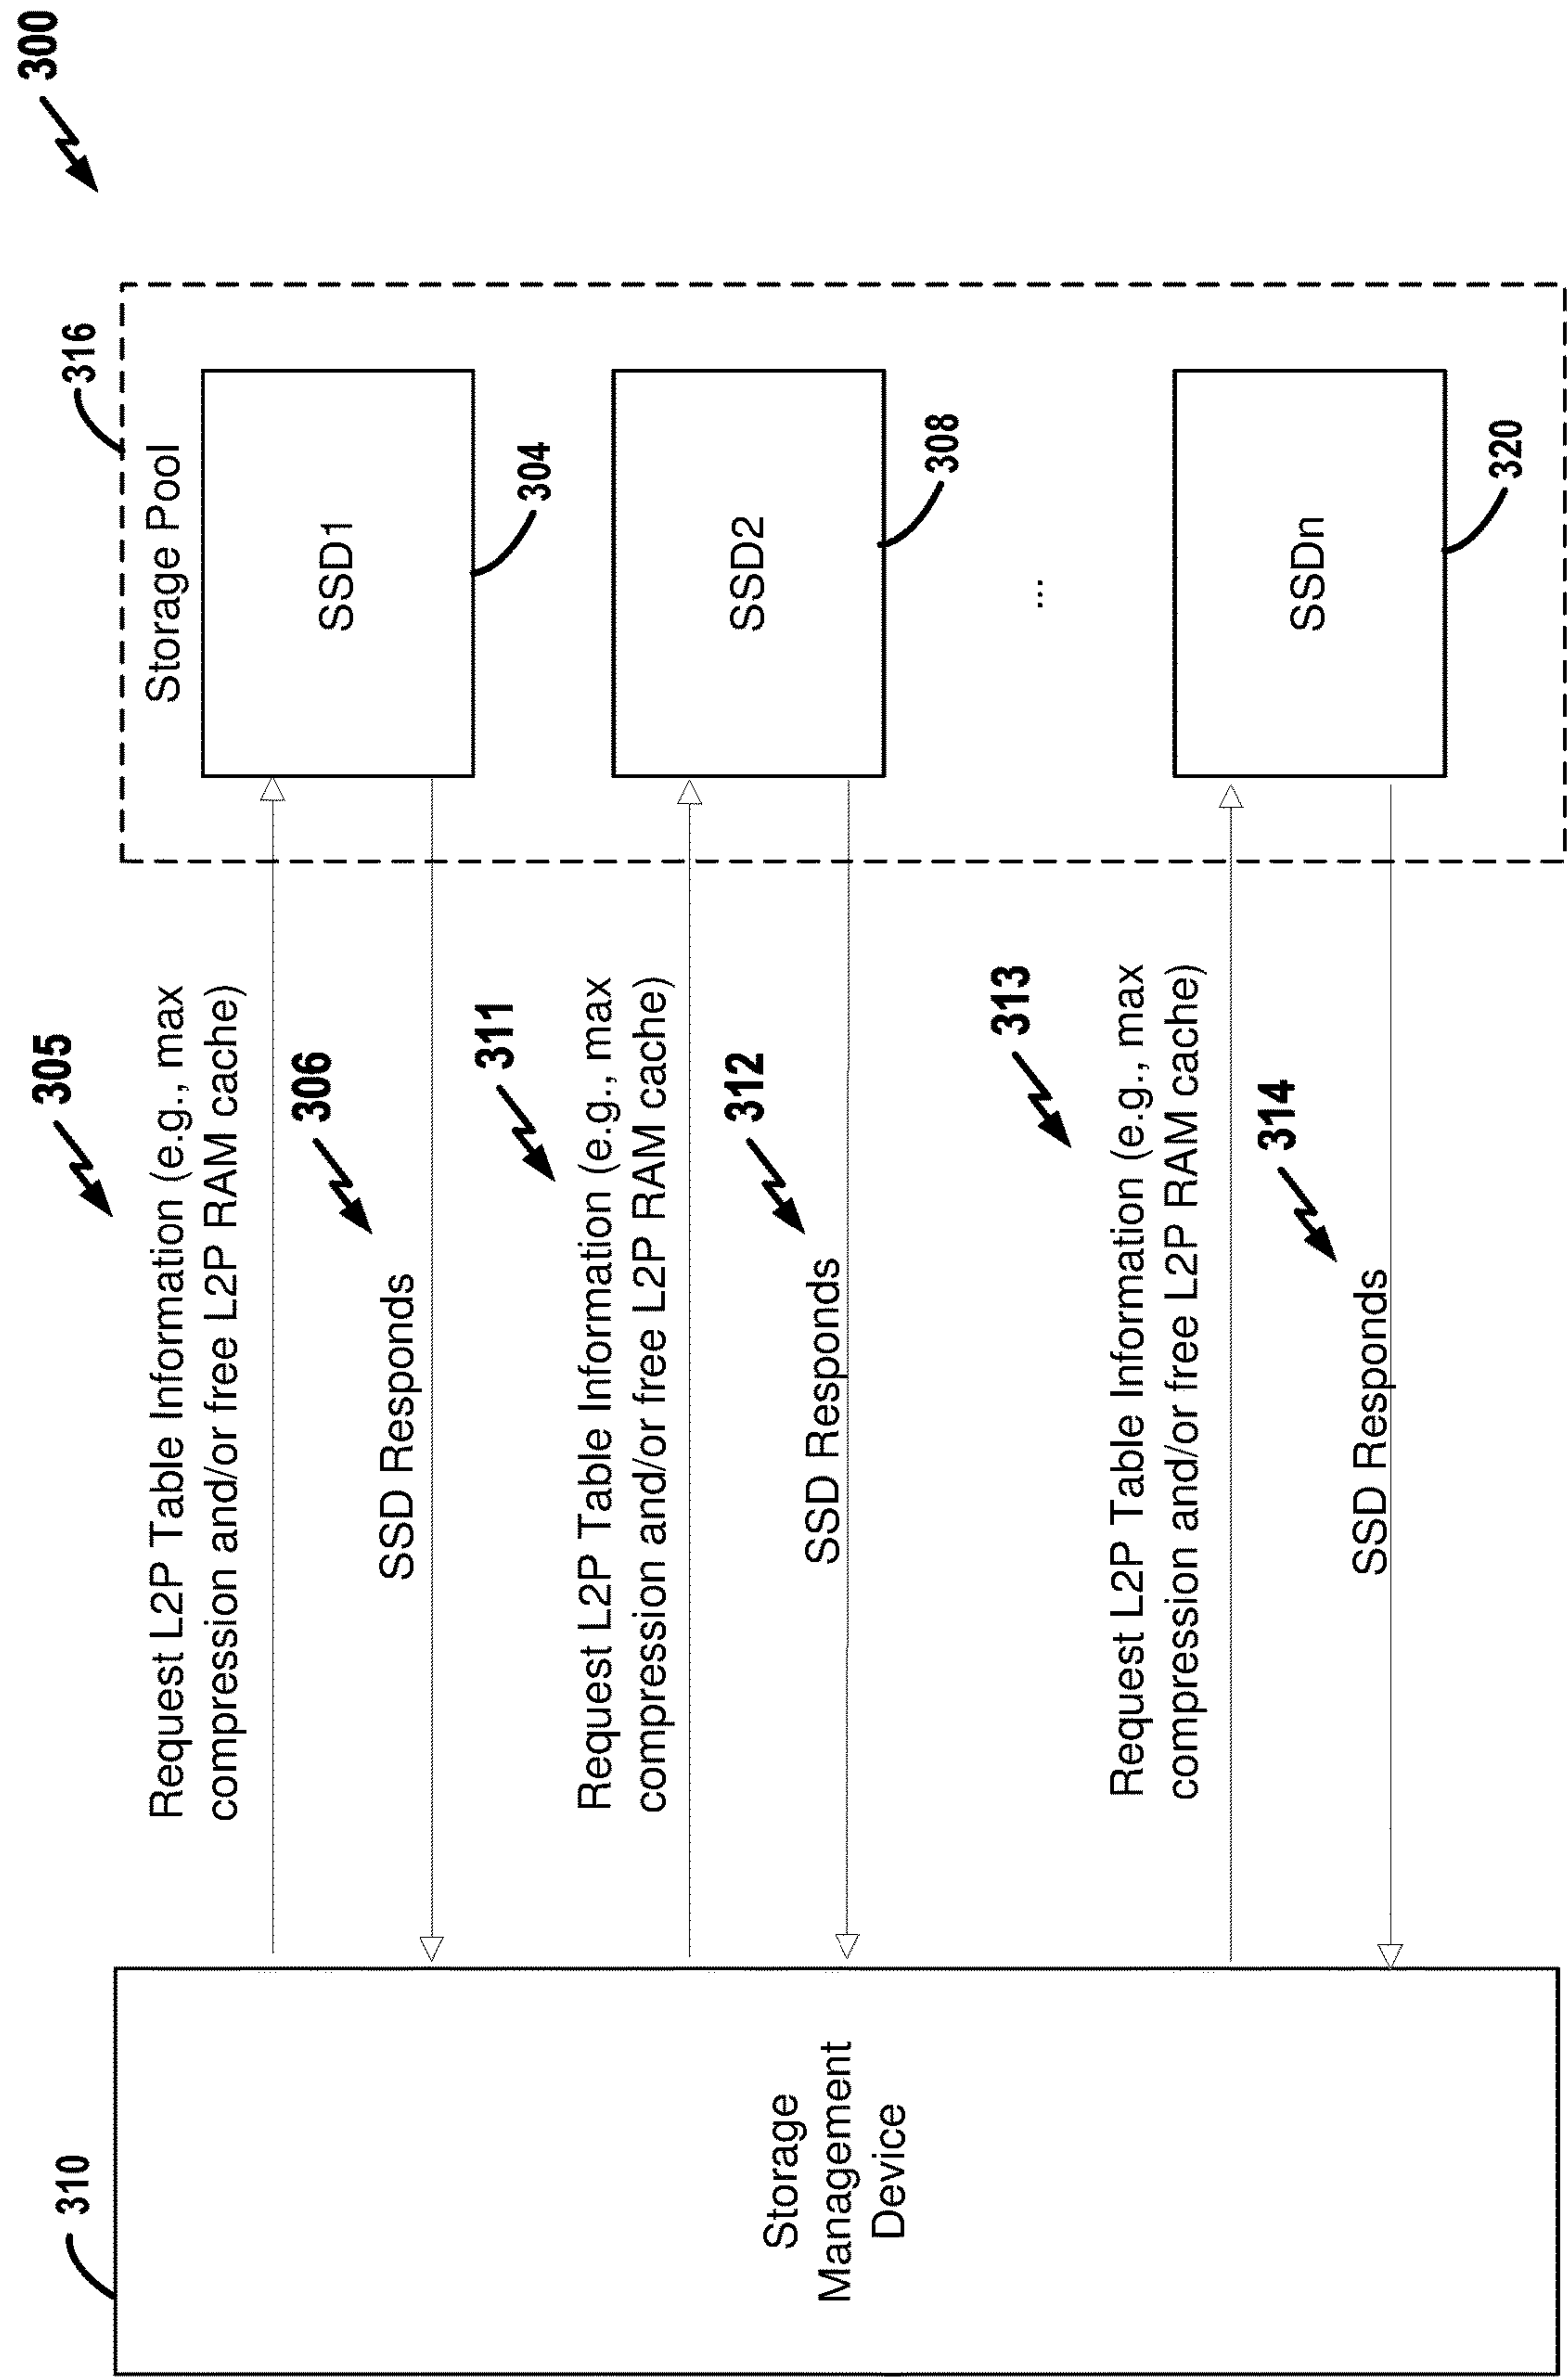 300
316
Storage Pool
310
305
Request L2P Table Information (e.g., max
compression and/or free L2P RAM cache)
SSD1
304
306
SSD Responds
311
Request L2P Table Information (e.g., max
compression and/or free L2P RAM cache)
SSD2
308
312
SSD Responds
Storage
Management
Device
...
313
Request L2P Table Information (e.g., max
compression and/or free L2P RAM cache)
SSDn
320
314
SSD Responds